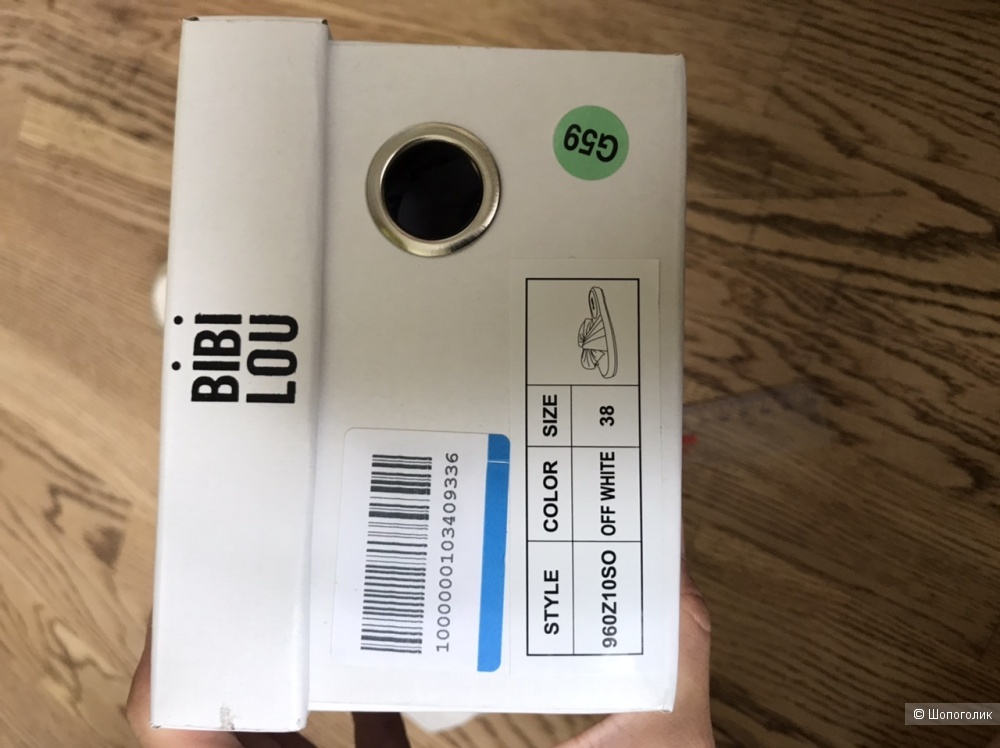 BiBi
LOU
G59
1000000103409336
STYLE COLOR SIZE
960Z10SO OFF WHITE 38
© Шопоголик